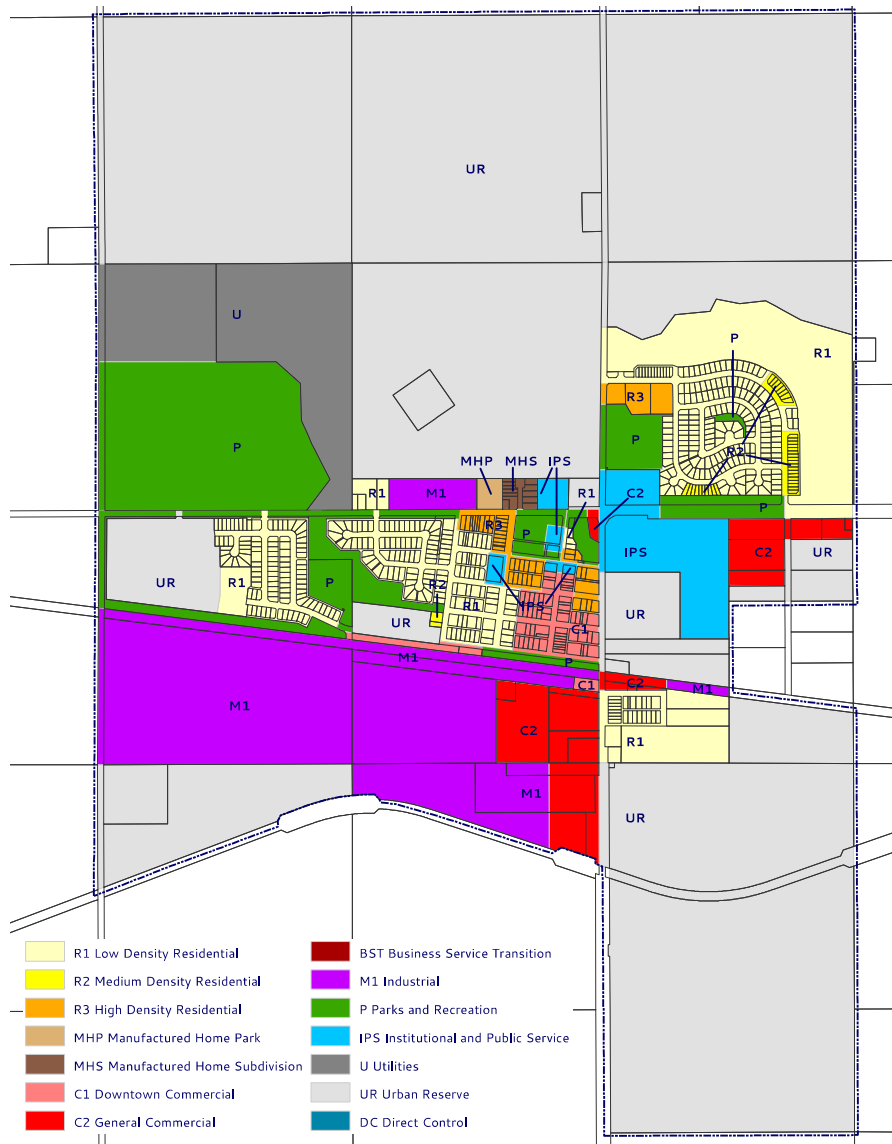 UR
U
P
R1
P
R3
P
R2
MHP
MHS
IPS
R1
M1
R1
C2
P
R3
P
IPS
C2
UR
UR
R1
P
R2
R1
IPS
UR
UR
C1
M1
P
C1
C2
M1
M1
C2
R1
M1
UR
R1 Low Density Residential
R2 Medium Density Residential
R3 High Density Residential
MHP Manufactured Home Park
MHS Manufactured Home Subdivision
C1 Downtown Commercial
C2 General Commercial
BST Business Service Transition
M1 Industrial
P Parks and Recreation
IPS Institutional and Public Service
U Utilities
UR Urban Reserve
DC Direct Control